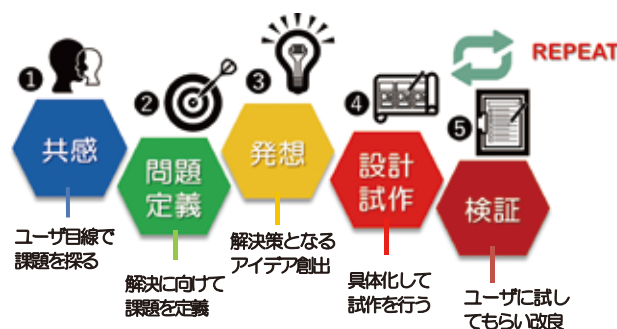 ❶
共感
ユーザ目線で
課題を探る
❷
問題
定義
解決に向けて
課題を定義
❸
発想
解決策となる
アイデア創出
❹
設計
試作
具体化して
試作を行う
REPEAT
❺
検証
ユーザに試し
てもらい改良